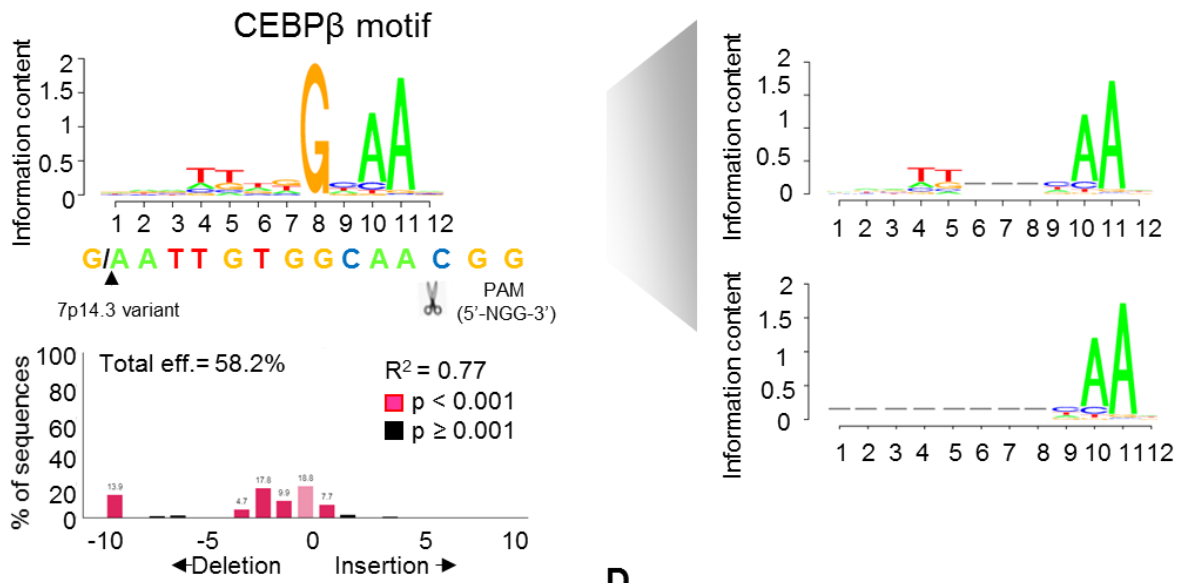 CEBPβ motif
Information content
2
1.5
1
0.5
0
1 2 3 4 5 6 7 8 9 10 11 12
G/A A T T G T G G C A A C G G
7p14.3 variant
PAM
(5'-NGG-3')
% of sequences
100
80
60
40
20
0
Total eff.= 58.2%
R² = 0.77
p < 0.001
p ≥ 0.001
13.9
4.7
17.8
9.9
18.8
7.7
-10 -5 0 5 10
Deletion Insertion
Information content
2
1.5
1
0.5
0
1 2 3 4 5 6 7 8 9 10 11 12
Information content
2
1.5
1
0.5
0
1 2 3 4 5 6 7 8 9 10 11 12
D